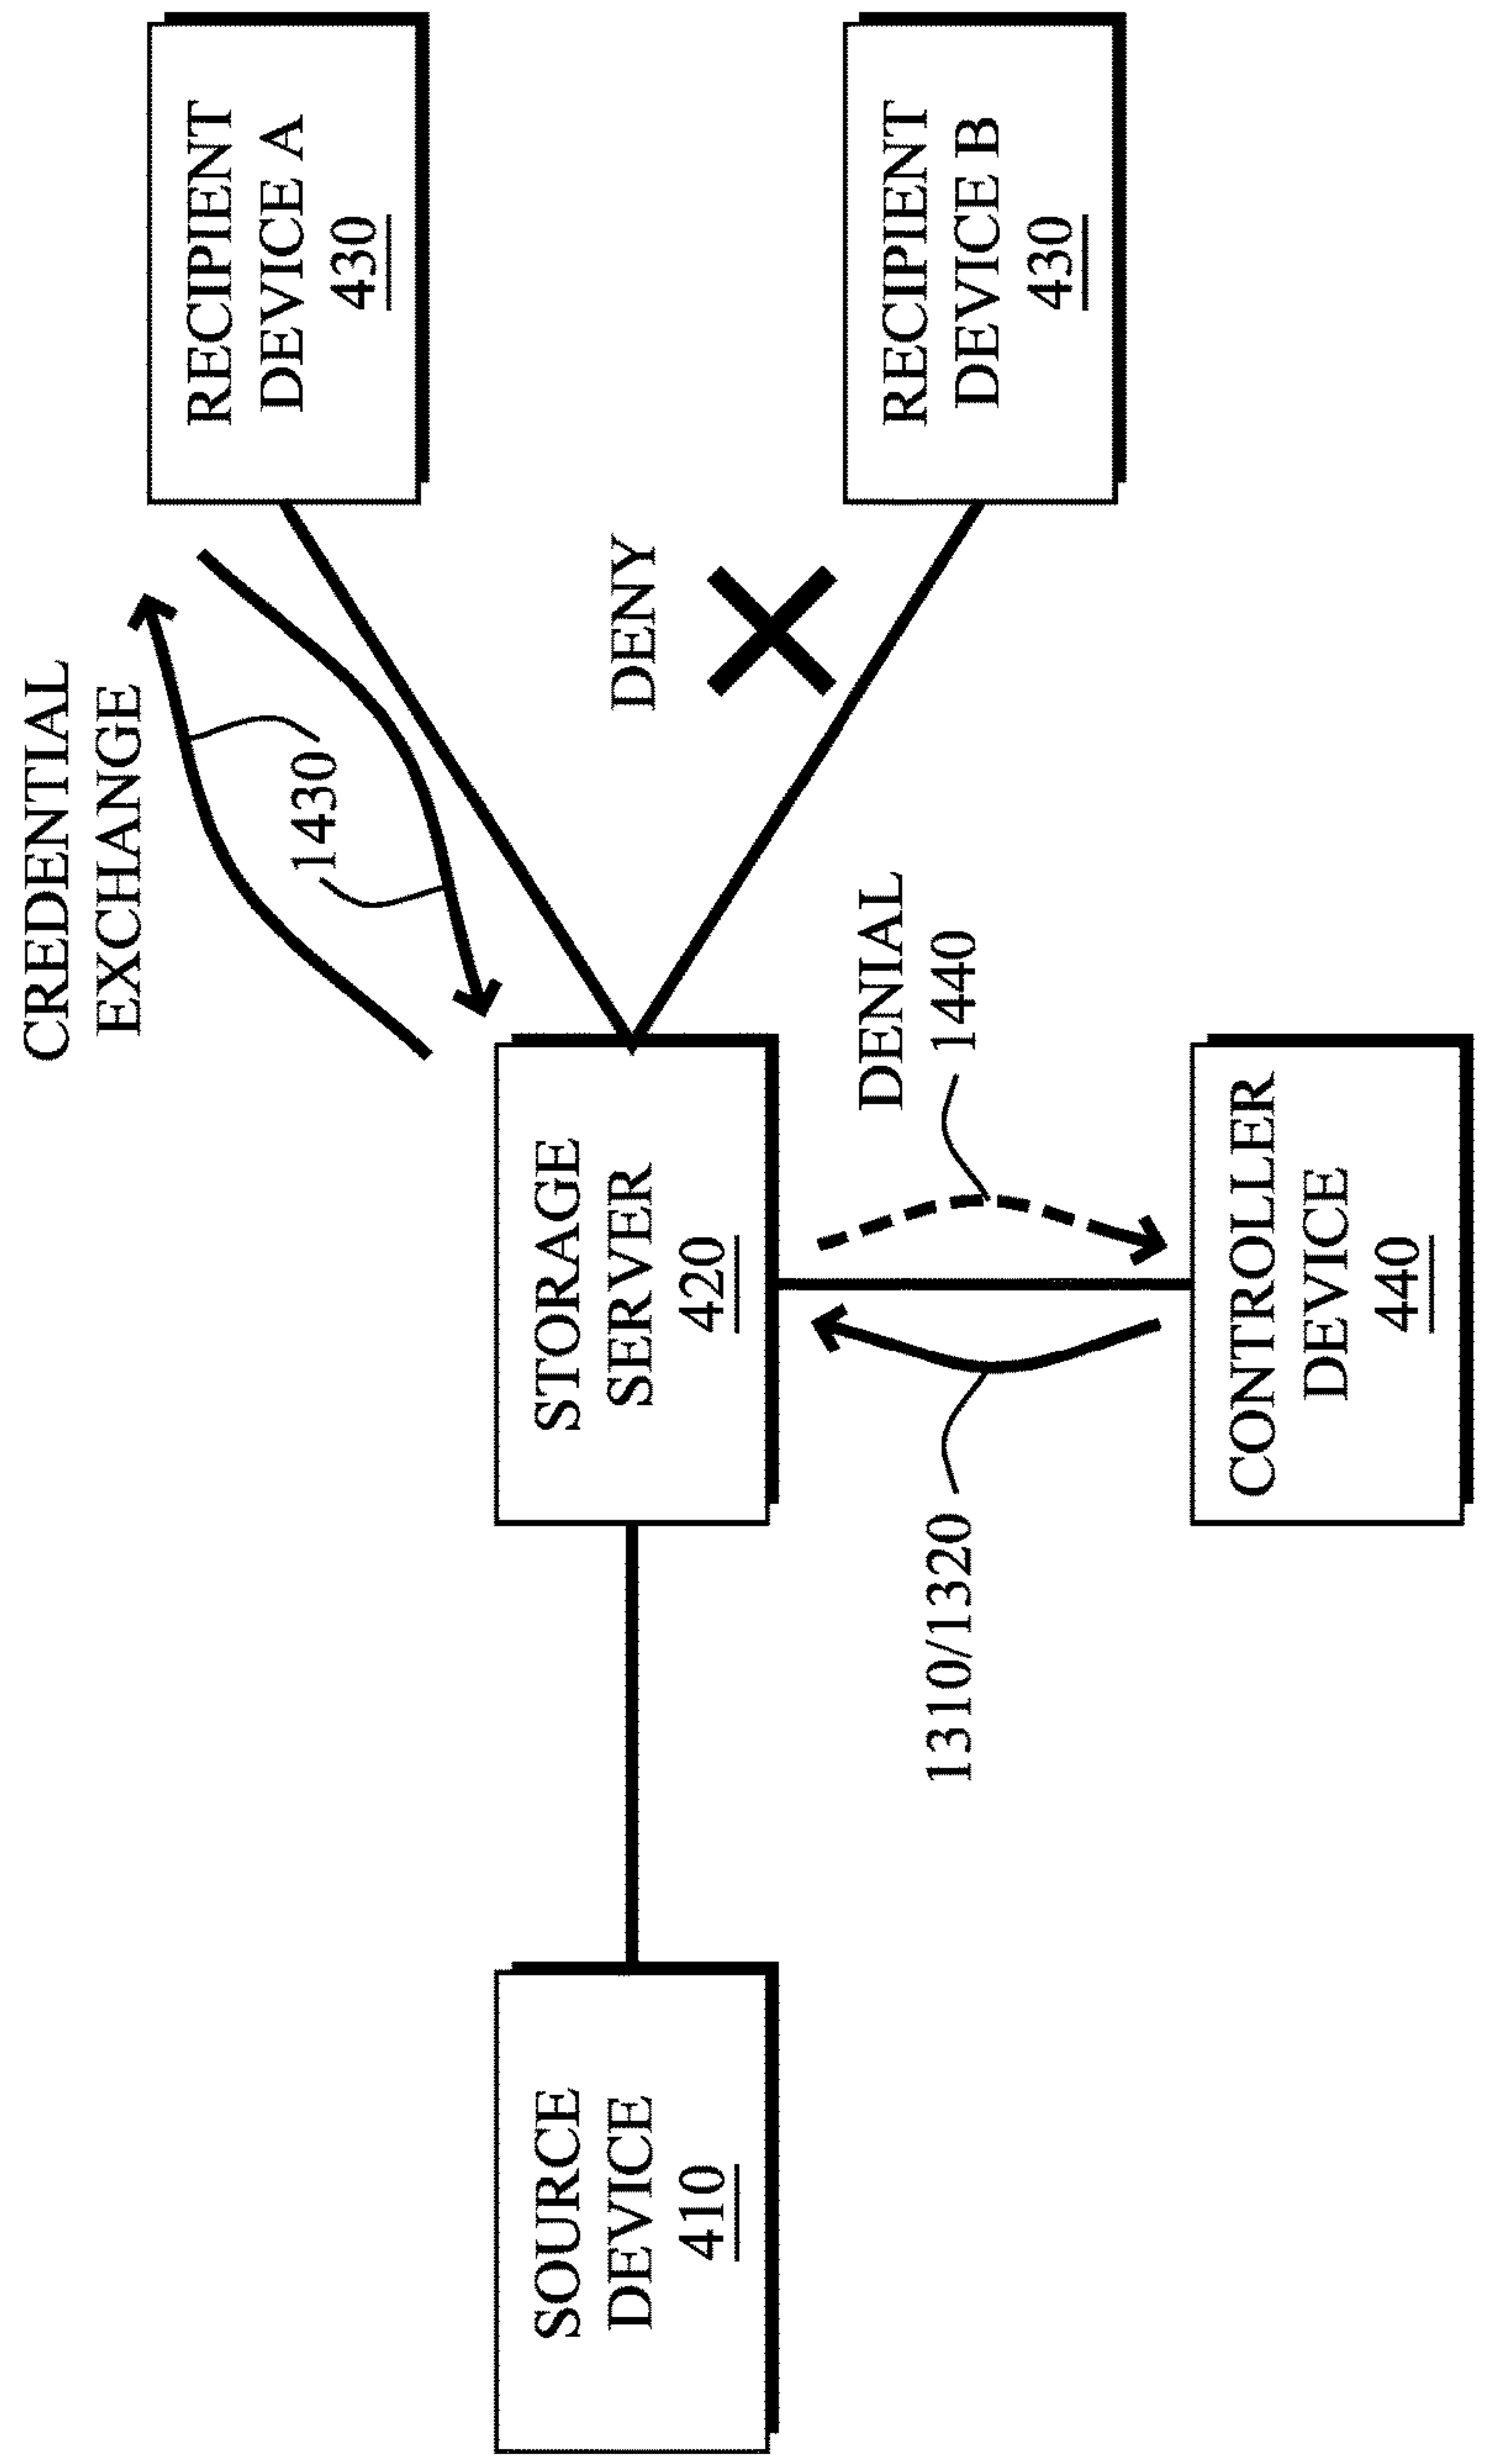 CREDENTIAL
EXCHANGE
1430
RECIPIENT
DEVICE A
430
DENY
RECIPIENT
DEVICE B
430
SOURCE
DEVICE
410
STORAGE
SERVER
420
DENIAL
1440
1310/1320
CONTROLLER
DEVICE
440